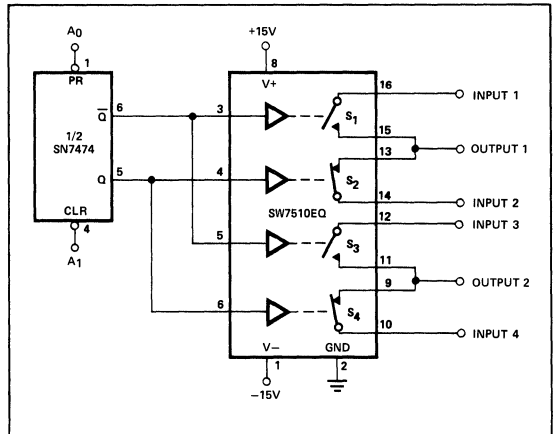 A0
+15V
1
8
PR
V+
16
INPUT 1
Q̅
6
3
S1
1/2
SN7474
15
OUTPUT 1
13
Q
5
4
S2
SW7510EQ
14
INPUT 2
CLR
12
INPUT 3
4
5
S3
A1
11
OUTPUT 2
9
6
S4
10
INPUT 4
V−
GND
1
2
−15V